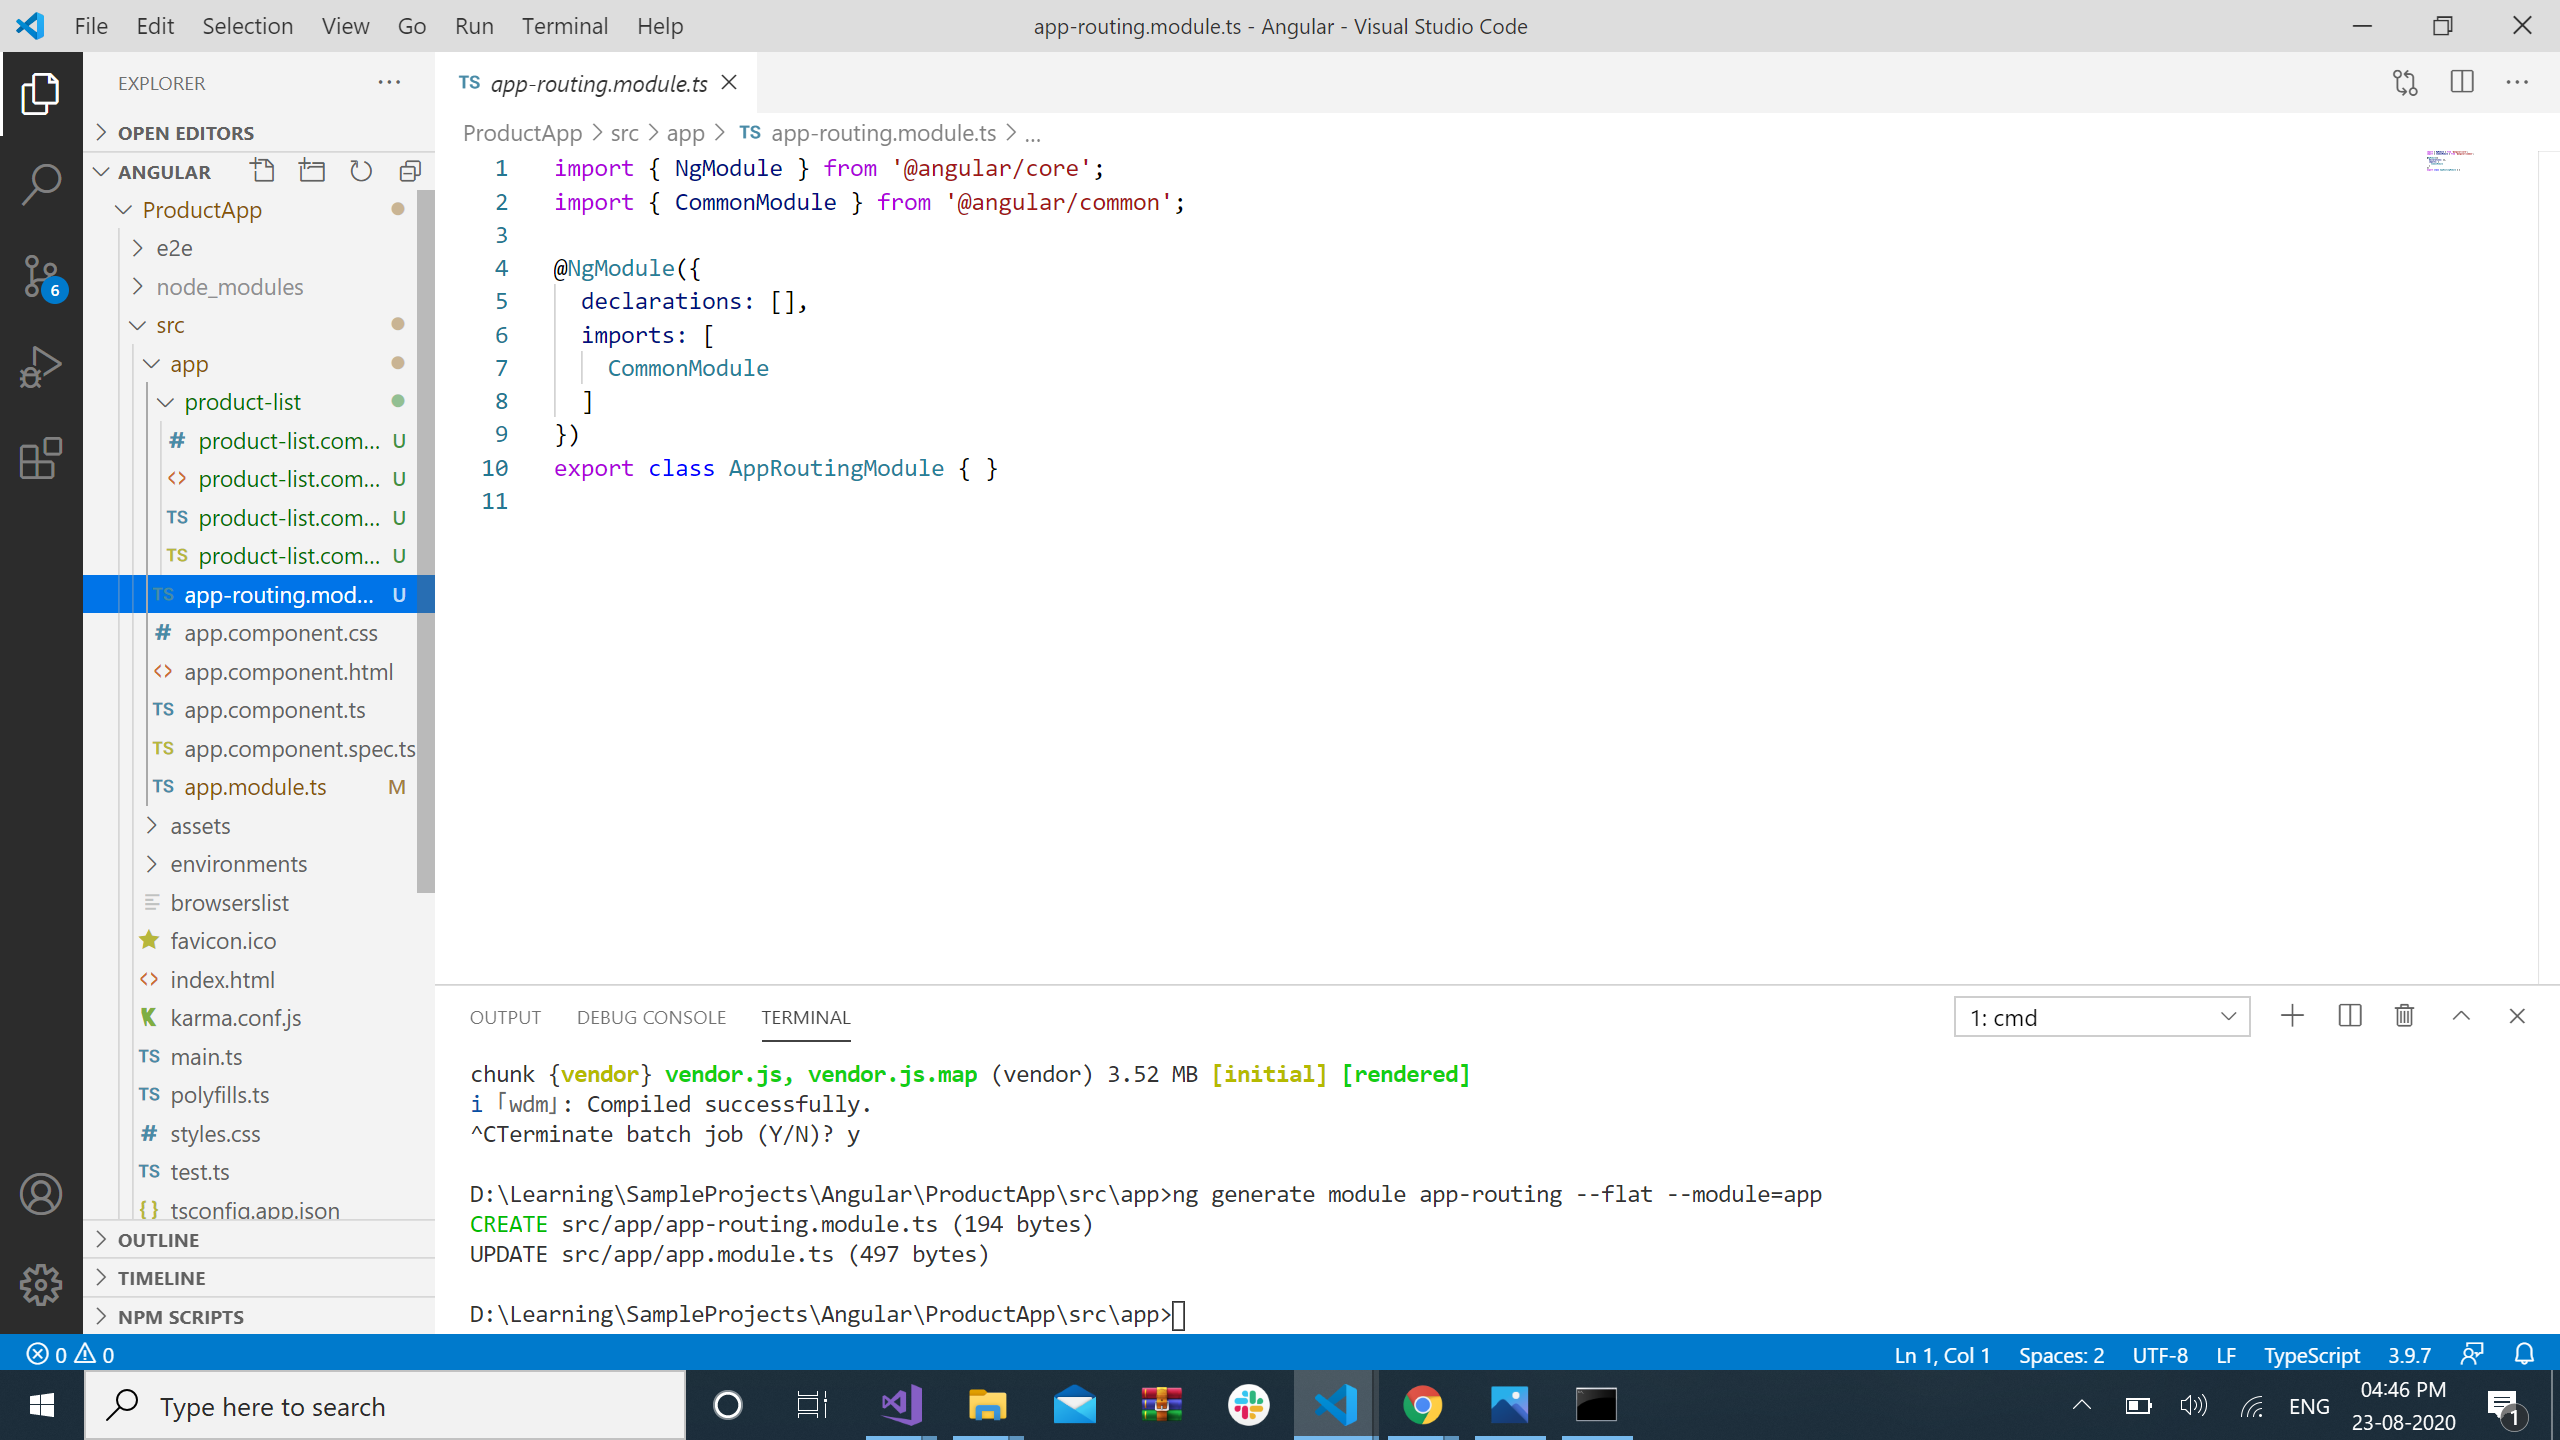 File Edit Selection View Go Run Terminal Help
app-routing.module.ts - Angular - Visual Studio Code
EXPLORER
OPEN EDITORS
ANGULAR
ProductApp
e2e
node_modules
src
app
product-list
# product-list.com... U
<> product-list.com... U
TS product-list.com... U
TS product-list.com... U
TS app-routing.mod... U
# app.component.css
<> app.component.html
TS app.component.ts
TS app.component.spec.ts
TS app.module.ts M
assets
environments
browserslist
favicon.ico
<> index.html
karma.conf.js
TS main.ts
TS polyfills.ts
# styles.css
TS test.ts
{} tsconfig.app.json
OUTLINE
TIMELINE
NPM SCRIPTS
6
TS app-routing.module.ts
ProductApp > src > app > TS app-routing.module.ts > ...
1 import { NgModule } from '@angular/core';
2 import { CommonModule } from '@angular/common';
3
4 @NgModule({
5 declarations: [],
6 imports: [
7 CommonModule
8 ]
9 })
10 export class AppRoutingModule { }
11
OUTPUT DEBUG CONSOLE TERMINAL
1: cmd
chunk {vendor} vendor.js, vendor.js.map (vendor) 3.52 MB [initial] [rendered]
i ｢wdm｣: Compiled successfully.
^CTerminate batch job (Y/N)? y
D:\Learning\SampleProjects\Angular\ProductApp\src\app>ng generate module app-routing --flat --module=app
CREATE src/app/app-routing.module.ts (194 bytes)
UPDATE src/app/app.module.ts (497 bytes)
D:\Learning\SampleProjects\Angular\ProductApp\src\app>
0 0
Ln 1, Col 1 Spaces: 2 UTF-8 LF TypeScript 3.9.7
Type here to search
ENG
04:46 PM
23-08-2020
1